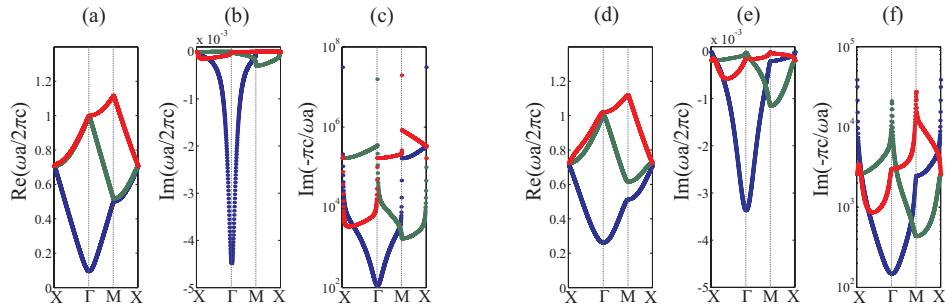 (a)
(b)
(c)
(d)
(e)
(f)
Re(ωa/2πc)
1.2
1
0.8
0.6
0.4
0.2
0
X Γ M X
Im(ωa/2πc)
x 10⁻³
0
-1
-2
-3
-4
-5
X Γ M X
Im(-πc/ωa)
10⁸
10⁶
10⁴
10²
X Γ M X
Re(ωa/2πc)
1.2
1
0.8
0.6
0.4
0.2
0
X Γ M X
Im(ωa/2πc)
x 10⁻³
0
-1
-2
-3
-4
-5
X Γ M X
Im(-πc/ωa)
10⁵
10⁴
10³
10²
X Γ M X